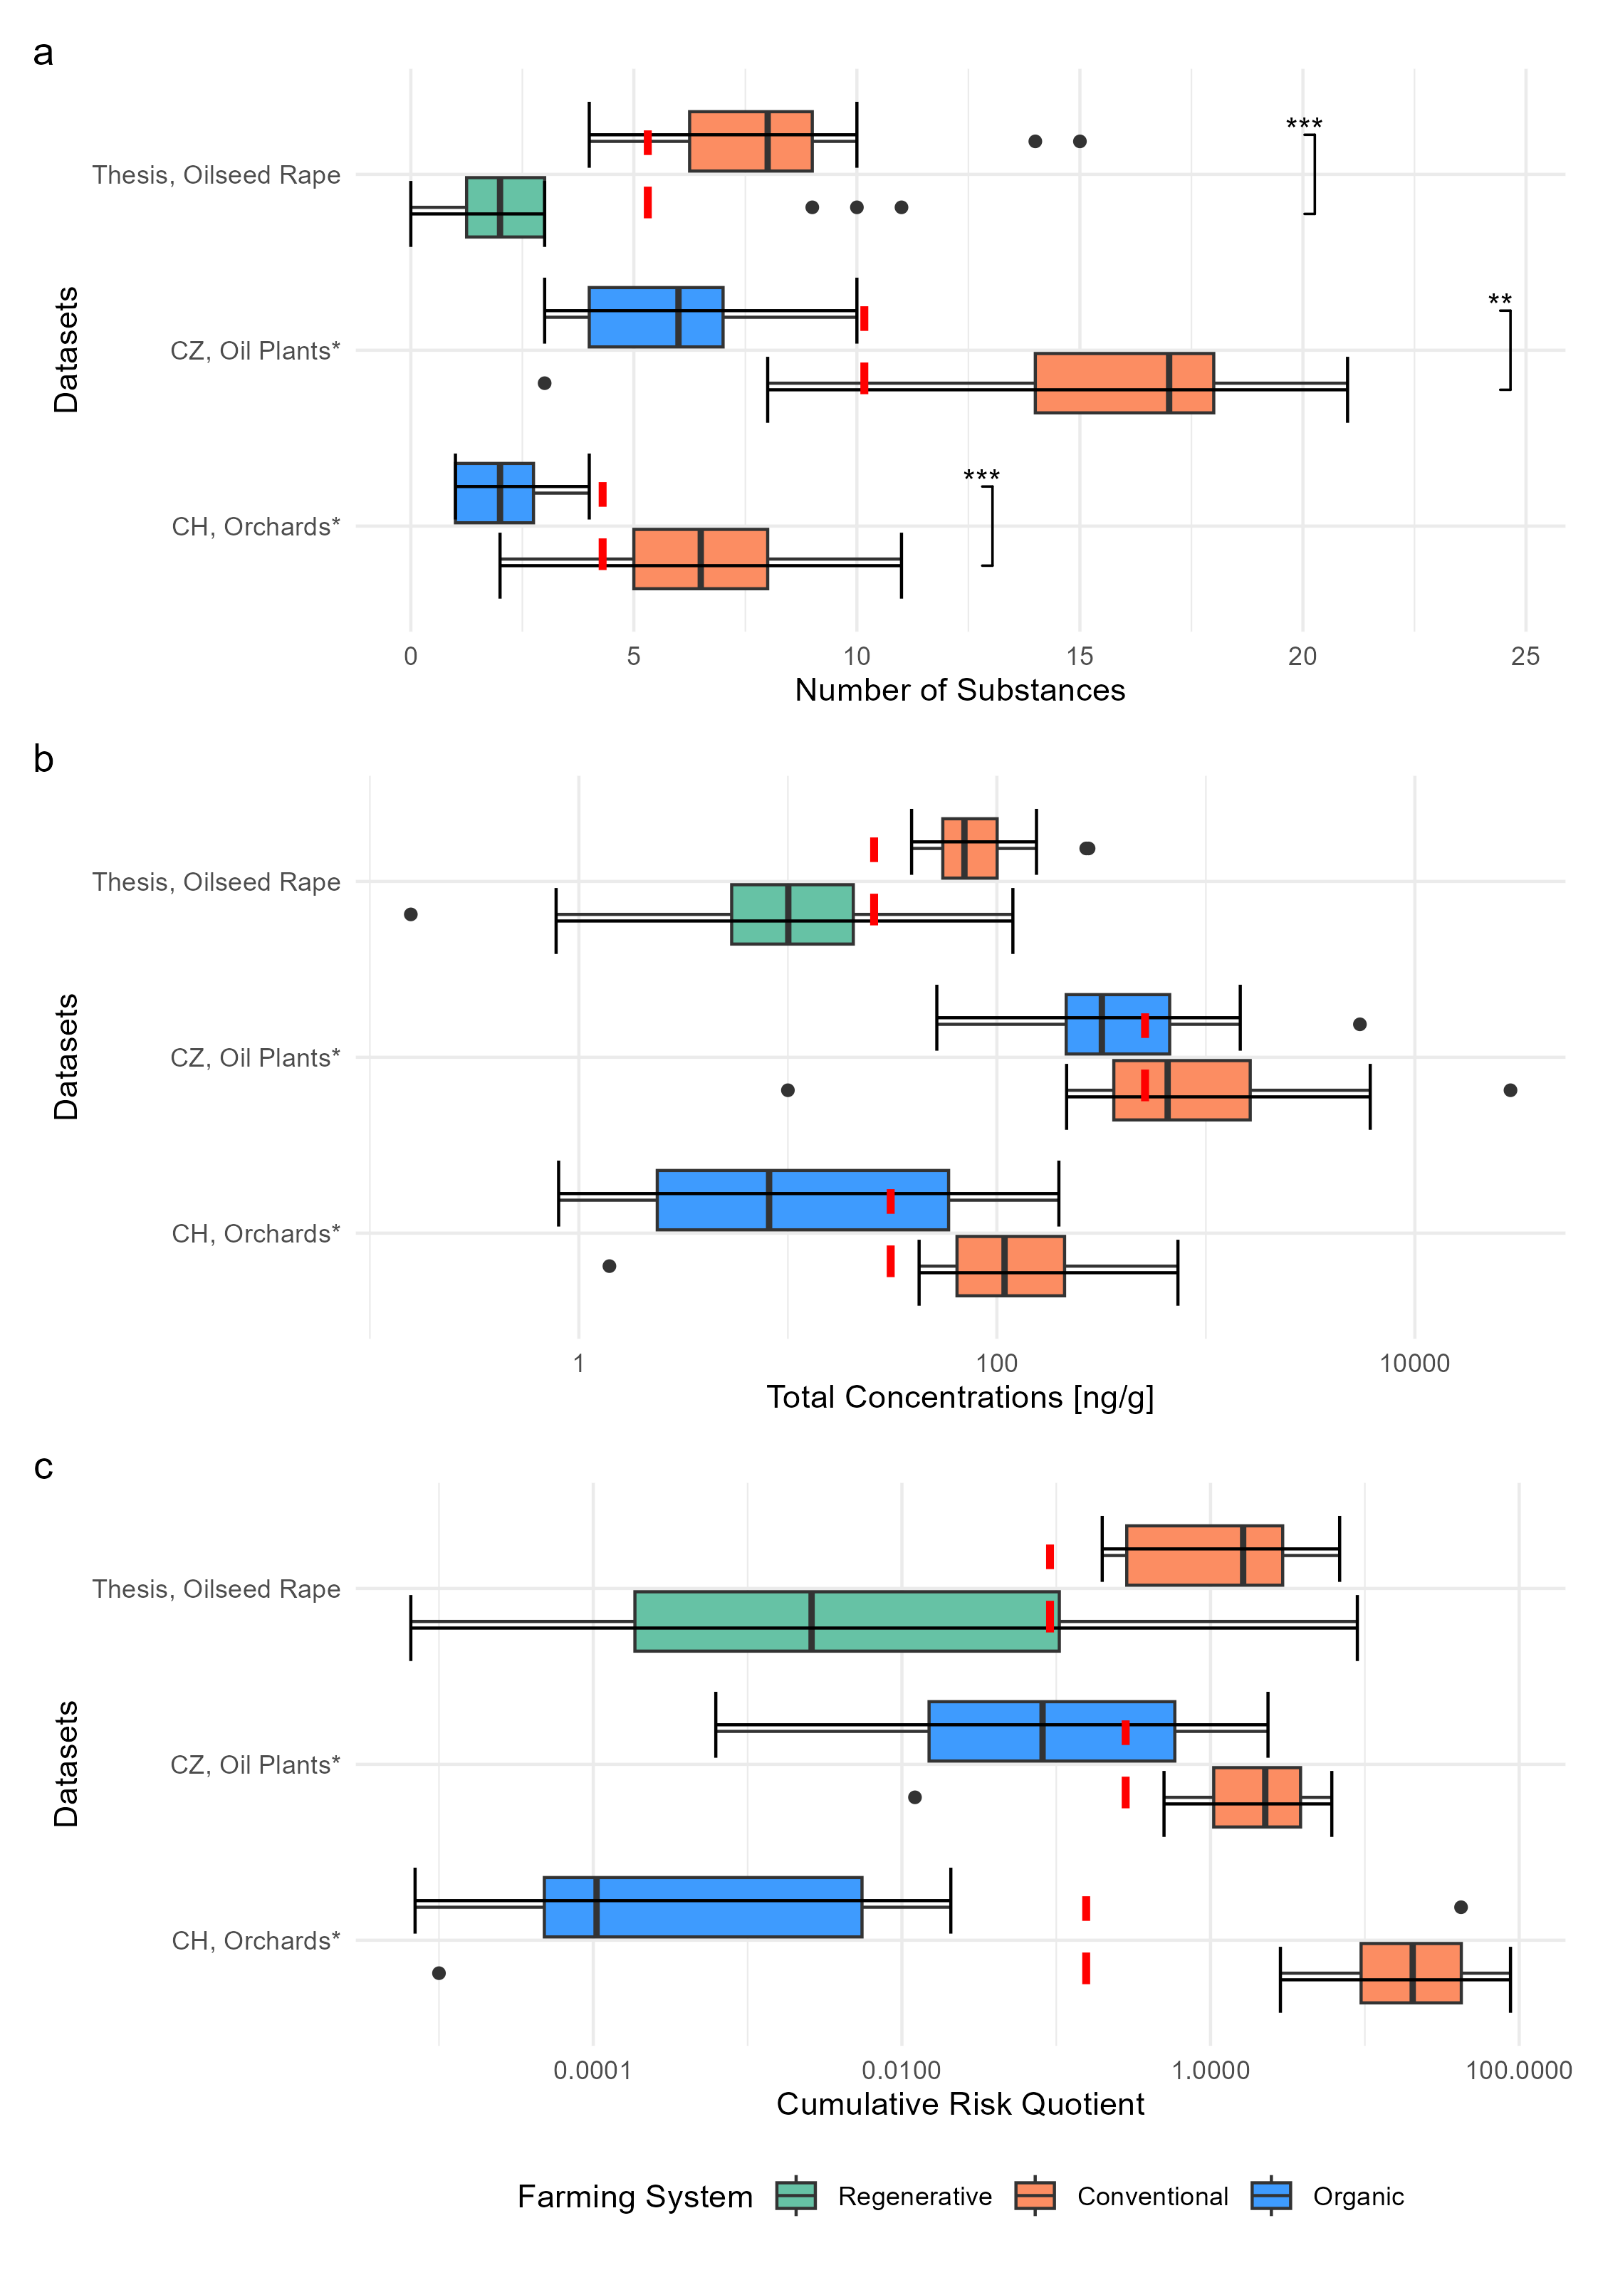 a
***
Thesis, Oilseed Rape
**
CZ, Oil Plants*
***
CH, Orchards*
Datasets
0 5 10 15 20 25
Number of Substances
b
Thesis, Oilseed Rape
CZ, Oil Plants*
CH, Orchards*
Datasets
1 100 10000
Total Concentrations [ng/g]
c
Thesis, Oilseed Rape
CZ, Oil Plants*
CH, Orchards*
Datasets
0.0001 0.0100 1.0000 100.0000
Cumulative Risk Quotient
Farming System Regenerative Conventional Organic